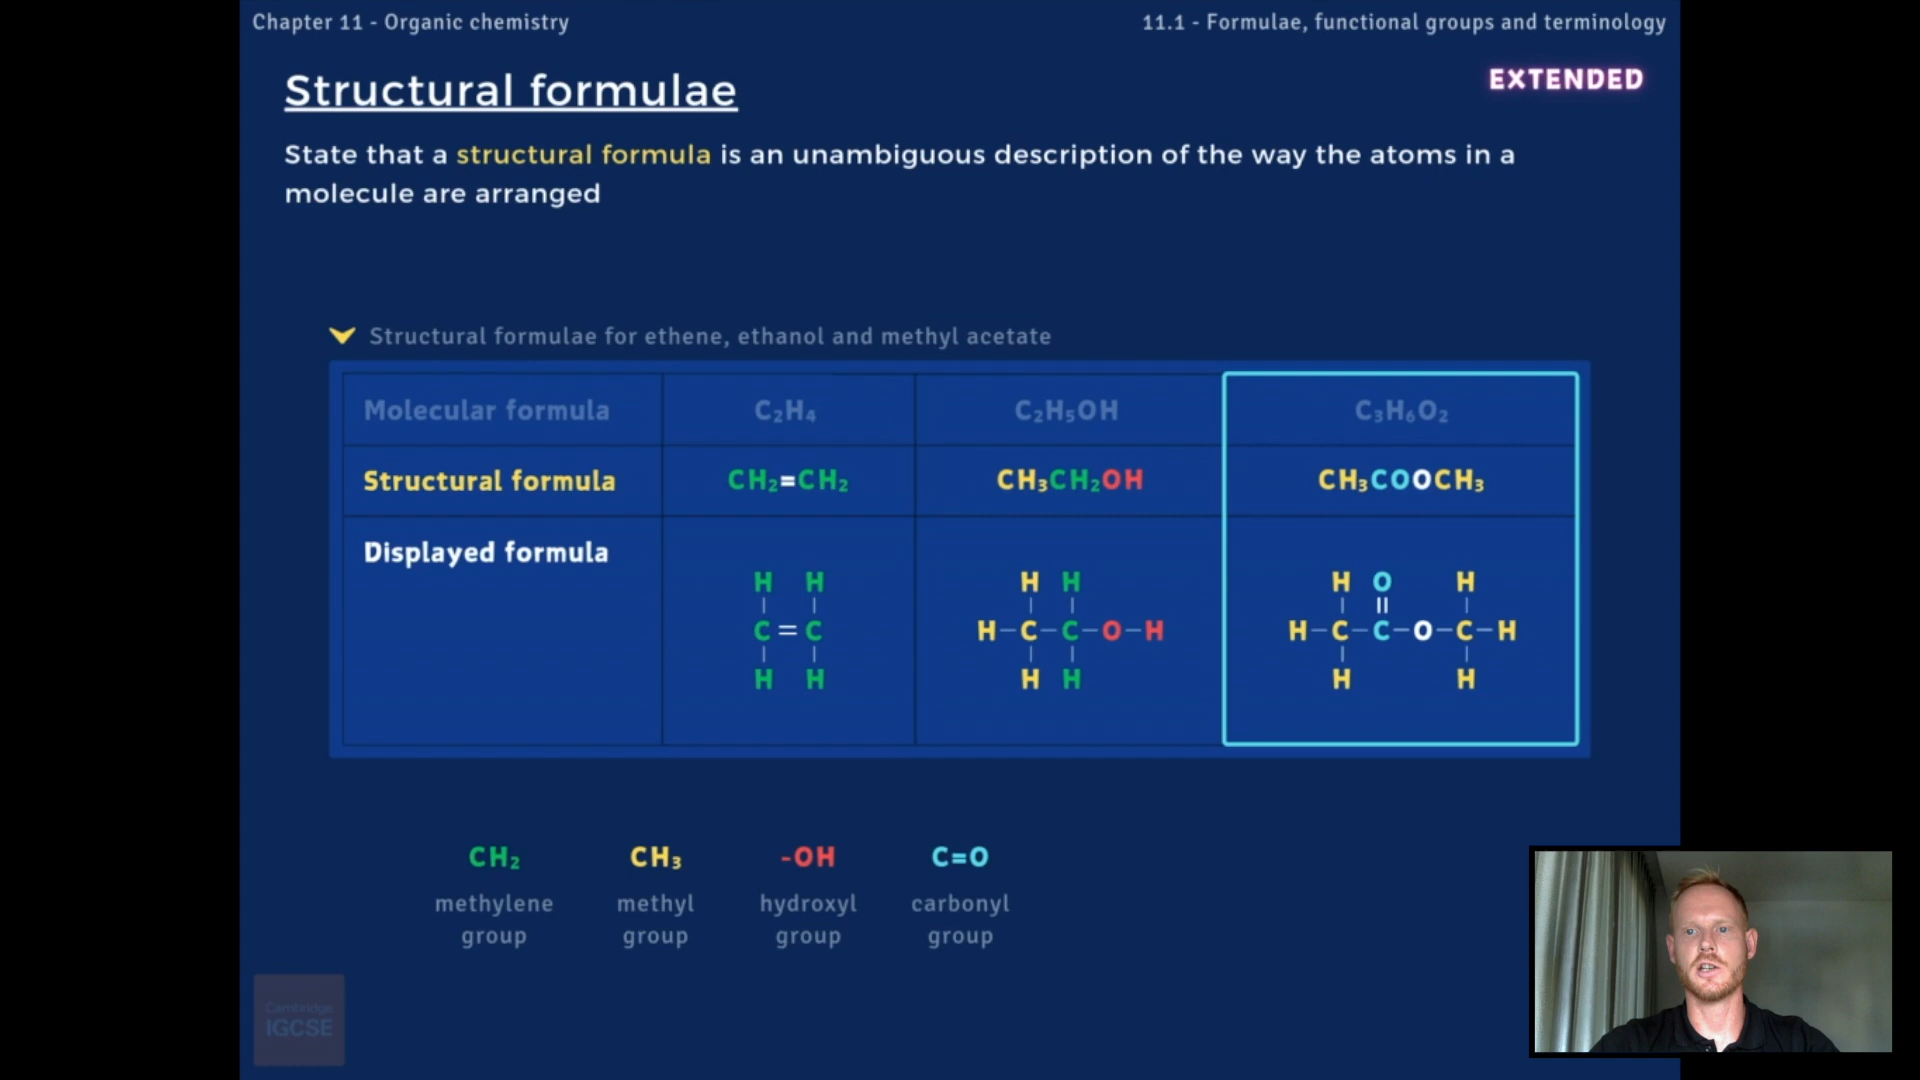 Chapter 11 - Organic chemistry
11.1 - Formulae, functional groups and terminology
Structural formulae
EXTENDED
State that a structural formula is an unambiguous description of the way the atoms in a
molecule are arranged
Structural formulae for ethene, ethanol and methyl acetate
Molecular formula C₂H₄ C₂H₅OH C₃H₆O₂
Structural formula CH₂=CH₂ CH₃CH₂OH CH₃COOCH₃
Displayed formula
H H H H H O H
C=C H-C-C-O-H H-C-C-O-C-H
H H H H H H
CH₂ CH₃ -OH C=O
methylene methyl hydroxyl carbonyl
group group group group
Cambridge
IGCSE